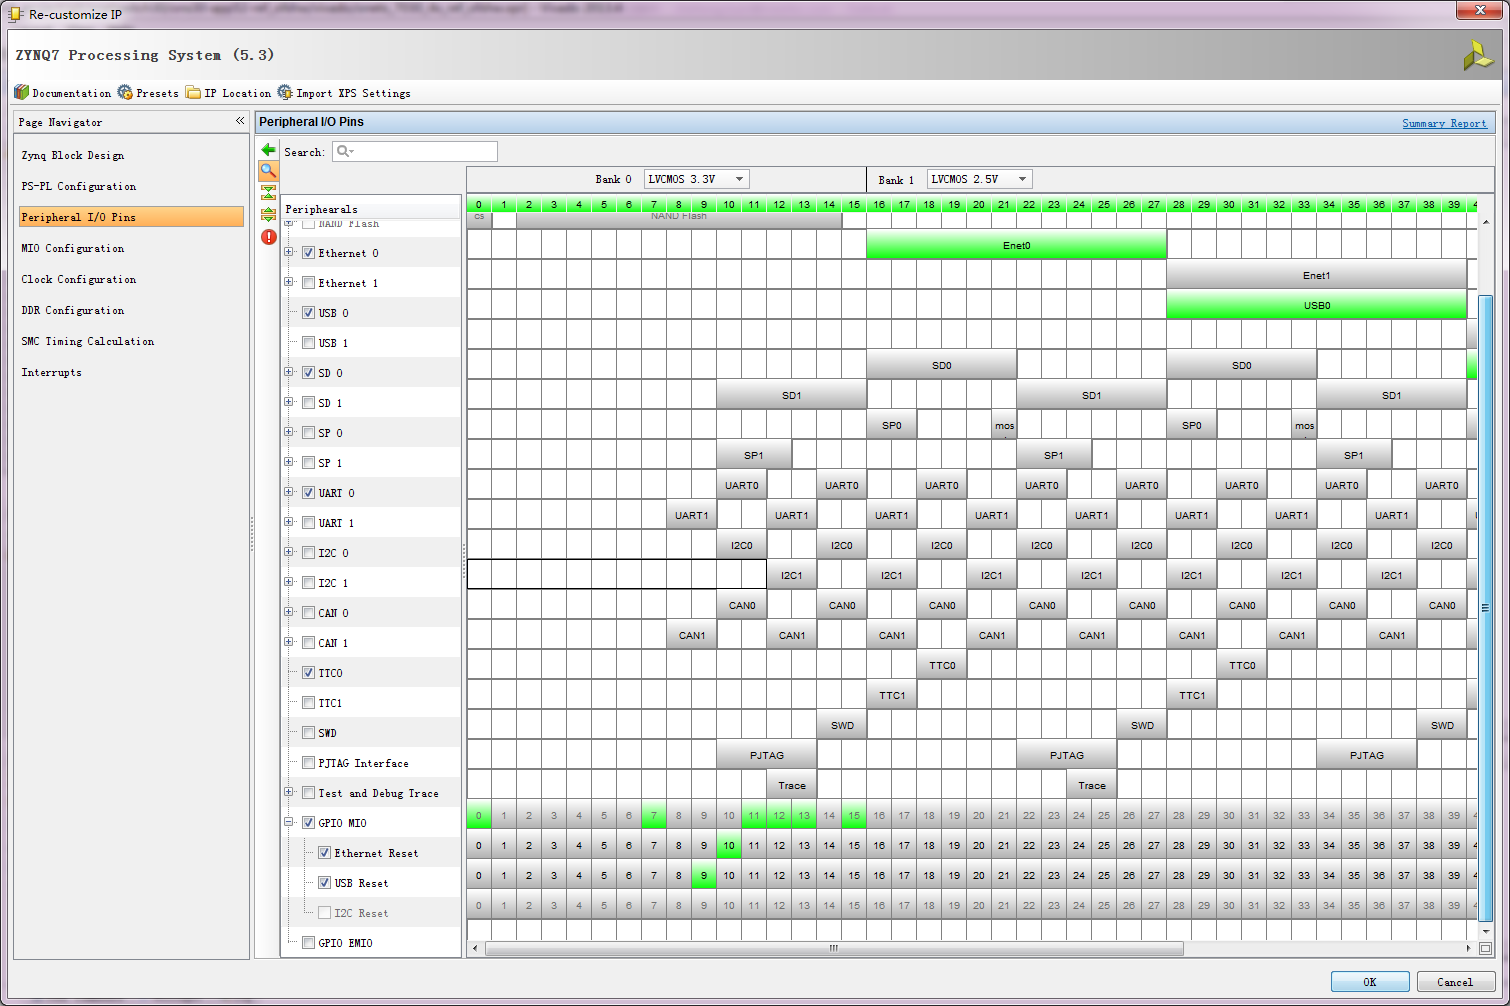 Re-customize IP
ZYNQ7 Processing System (5.3)
Documentation Presets IP Location Import XPS Settings
Page Navigator «
Zynq Block Design
PS-PL Configuration
Peripheral I/O Pins
MIO Configuration
Clock Configuration
DDR Configuration
SMC Timing Calculation
Interrupts
Peripheral I/O Pins Summary Report
Search:
Bank 0 LVCMOS 3.3V Bank 1 LVCMOS 2.5V
Periphearals 0 1 2 3 4 5 6 7 8 9 10 11 12 13 14 15 16 17 18 19 20 21 22 23 24 25 26 27 28 29 30 31 32 33 34 35 36 37 38 39 4
NAND Flash cs NAND Flash
Ethernet 0 Enet0
Ethernet 1 Enet1
USB 0 USB0
USB 1
SD 0 SD0 SD0
SD 1 SD1 SD1 SD1
SP 0 SP0 mos SP0 mos
SP 1 SP1 SP1 SP1
UART 0 UART0 UART0 UART0 UART0 UART0 UART0 UART0 UART0
UART 1 UART1 UART1 UART1 UART1 UART1 UART1 UART1 UART1
I2C 0 I2C0 I2C0 I2C0 I2C0 I2C0 I2C0 I2C0 I2C0
I2C 1 I2C1 I2C1 I2C1 I2C1 I2C1 I2C1 I2C1
CAN 0 CAN0 CAN0 CAN0 CAN0 CAN0 CAN0 CAN0 CAN0
CAN 1 CAN1 CAN1 CAN1 CAN1 CAN1 CAN1 CAN1 CAN1
TTC0 TTC0 TTC0
TTC1 TTC1 TTC1
SWD SWD SWD SWD
PJTAG Interface PJTAG PJTAG PJTAG
Test and Debug Trace Trace Trace
GPIO MIO 0 1 2 3 4 5 6 7 8 9 10 11 12 13 14 15 16 17 18 19 20 21 22 23 24 25 26 27 28 29 30 31 32 33 34 35 36 37 38 39 4
Ethernet Reset 0 1 2 3 4 5 6 7 8 9 10 11 12 13 14 15 16 17 18 19 20 21 22 23 24 25 26 27 28 29 30 31 32 33 34 35 36 37 38 39 4
USB Reset 0 1 2 3 4 5 6 7 8 9 10 11 12 13 14 15 16 17 18 19 20 21 22 23 24 25 26 27 28 29 30 31 32 33 34 35 36 37 38 39 4
I2C Reset 0 1 2 3 4 5 6 7 8 9 10 11 12 13 14 15 16 17 18 19 20 21 22 23 24 25 26 27 28 29 30 31 32 33 34 35 36 37 38 39 4
GPIO EMIO
OK Cancel